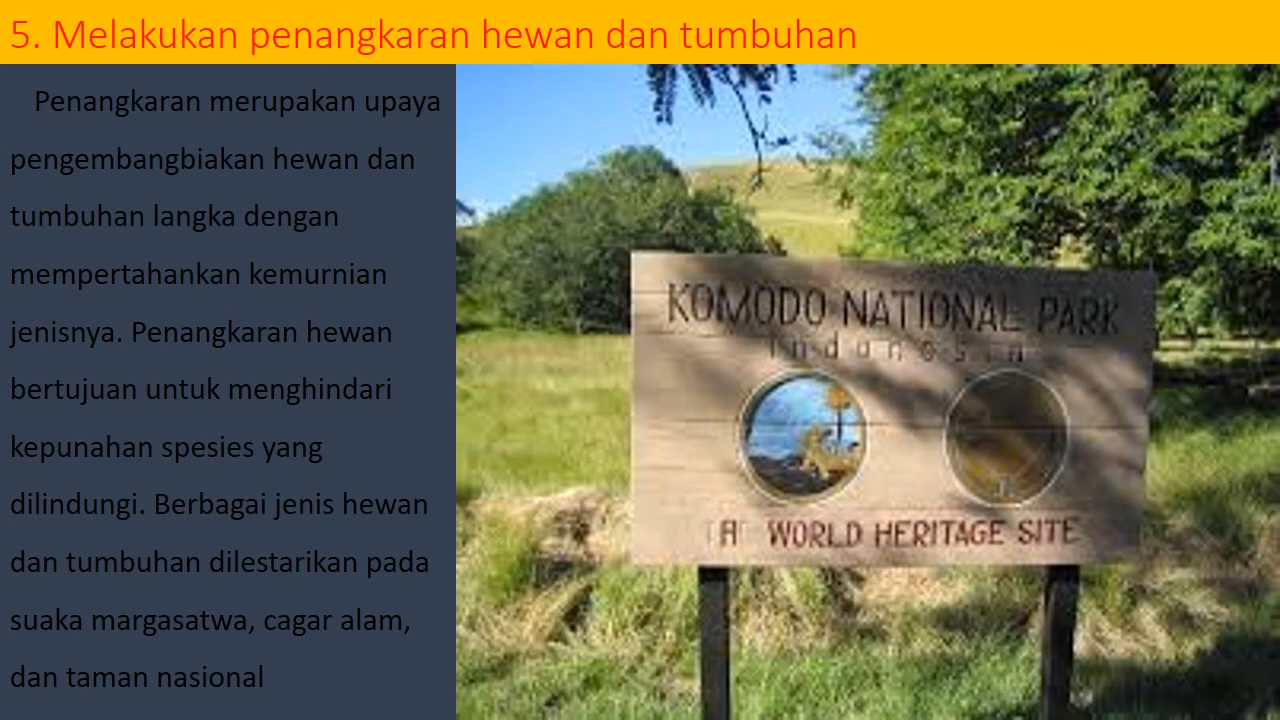 5. Melakukan penangkaran hewan dan tumbuhan
Penangkaran merupakan upaya
pengembangbiakan hewan dan
tumbuhan langka dengan
mempertahankan kemurnian
jenisnya. Penangkaran hewan
bertujuan untuk menghindari
kepunahan spesies yang
dilindungi. Berbagai jenis hewan
dan tumbuhan dilestarikan pada
suaka margasatwa, cagar alam,
dan taman nasional
KOMODO NATIONAL PARK
Indonesia
A WORLD HERITAGE SITE